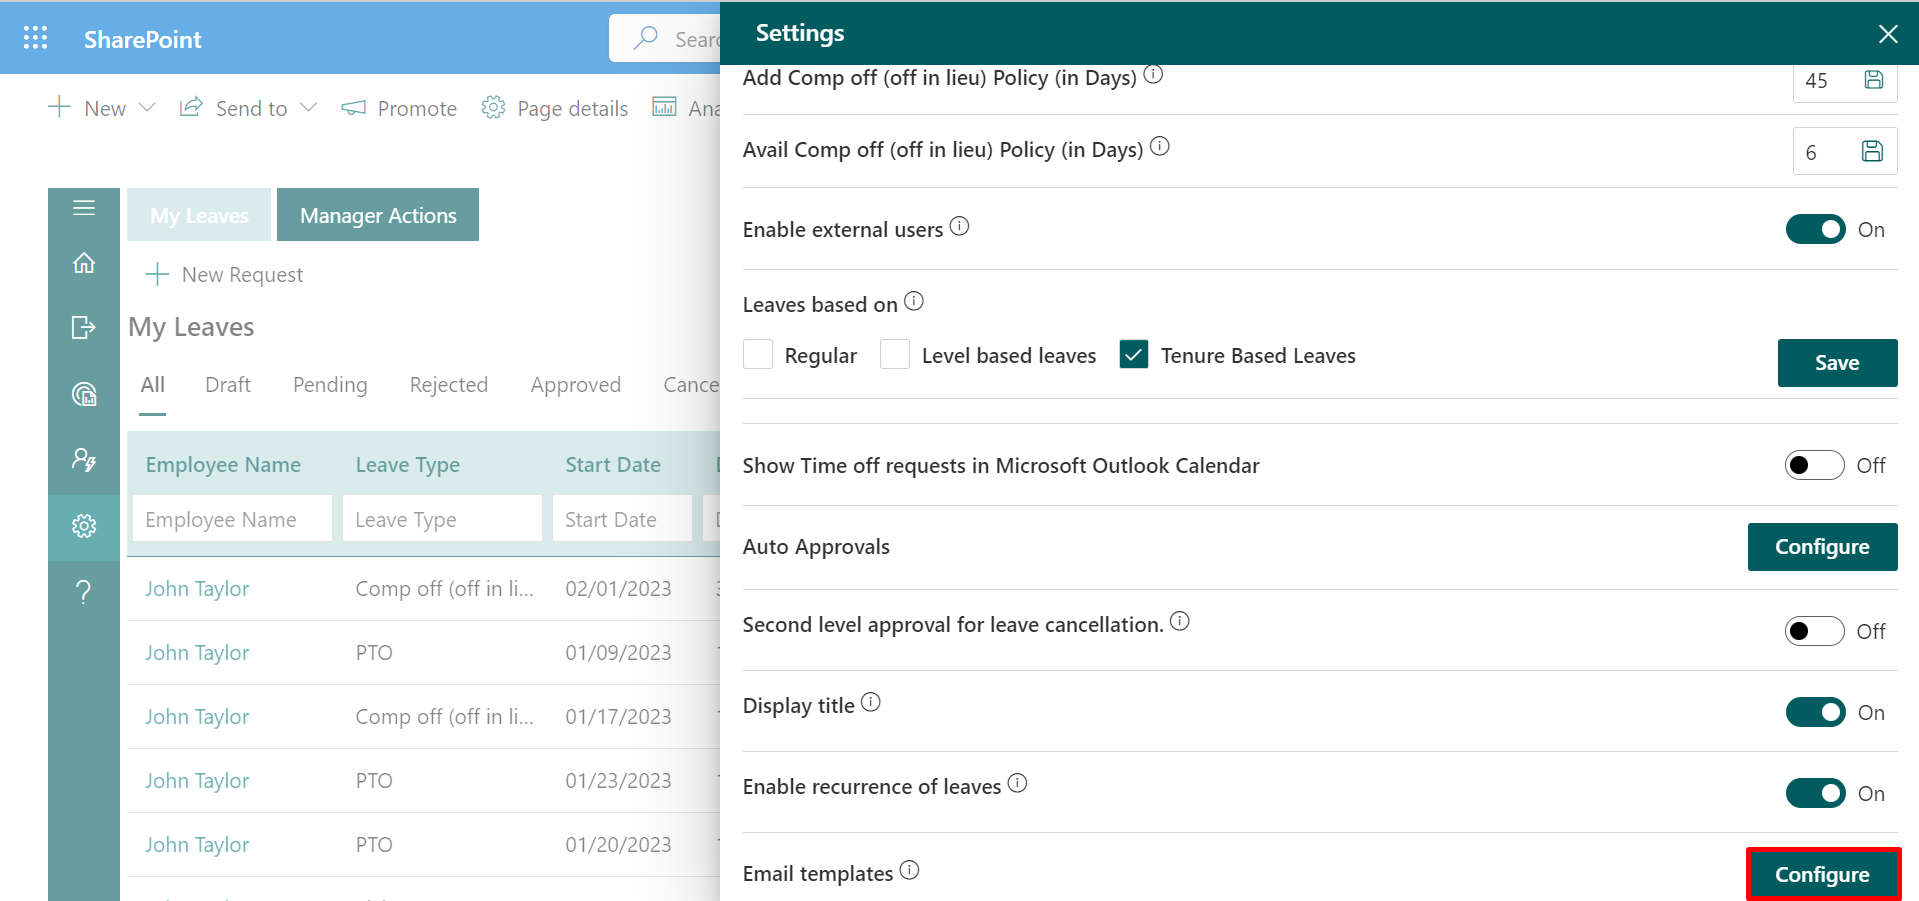 SharePoint
Sear
Settings
New
Send to
Promote
Page details
Ana
My Leaves
Manager Actions
New Request
My Leaves
All
Draft
Pending
Rejected
Approved
Cance
Employee Name
Leave Type
Start Date
Employee Name
Leave Type
Start Date
John Taylor
Comp off (off in li...
02/01/2023
John Taylor
PTO
01/09/2023
John Taylor
Comp off (off in li...
01/17/2023
John Taylor
PTO
01/23/2023
John Taylor
PTO
01/20/2023
Add Comp off (off in lieu) Policy (in Days)
45
Avail Comp off (off in lieu) Policy (in Days)
6
Enable external users
On
Leaves based on
Regular
Level based leaves
Tenure Based Leaves
Save
Show Time off requests in Microsoft Outlook Calendar
Off
Auto Approvals
Configure
Second level approval for leave cancellation.
Off
Display title
On
Enable recurrence of leaves
On
Email templates
Configure